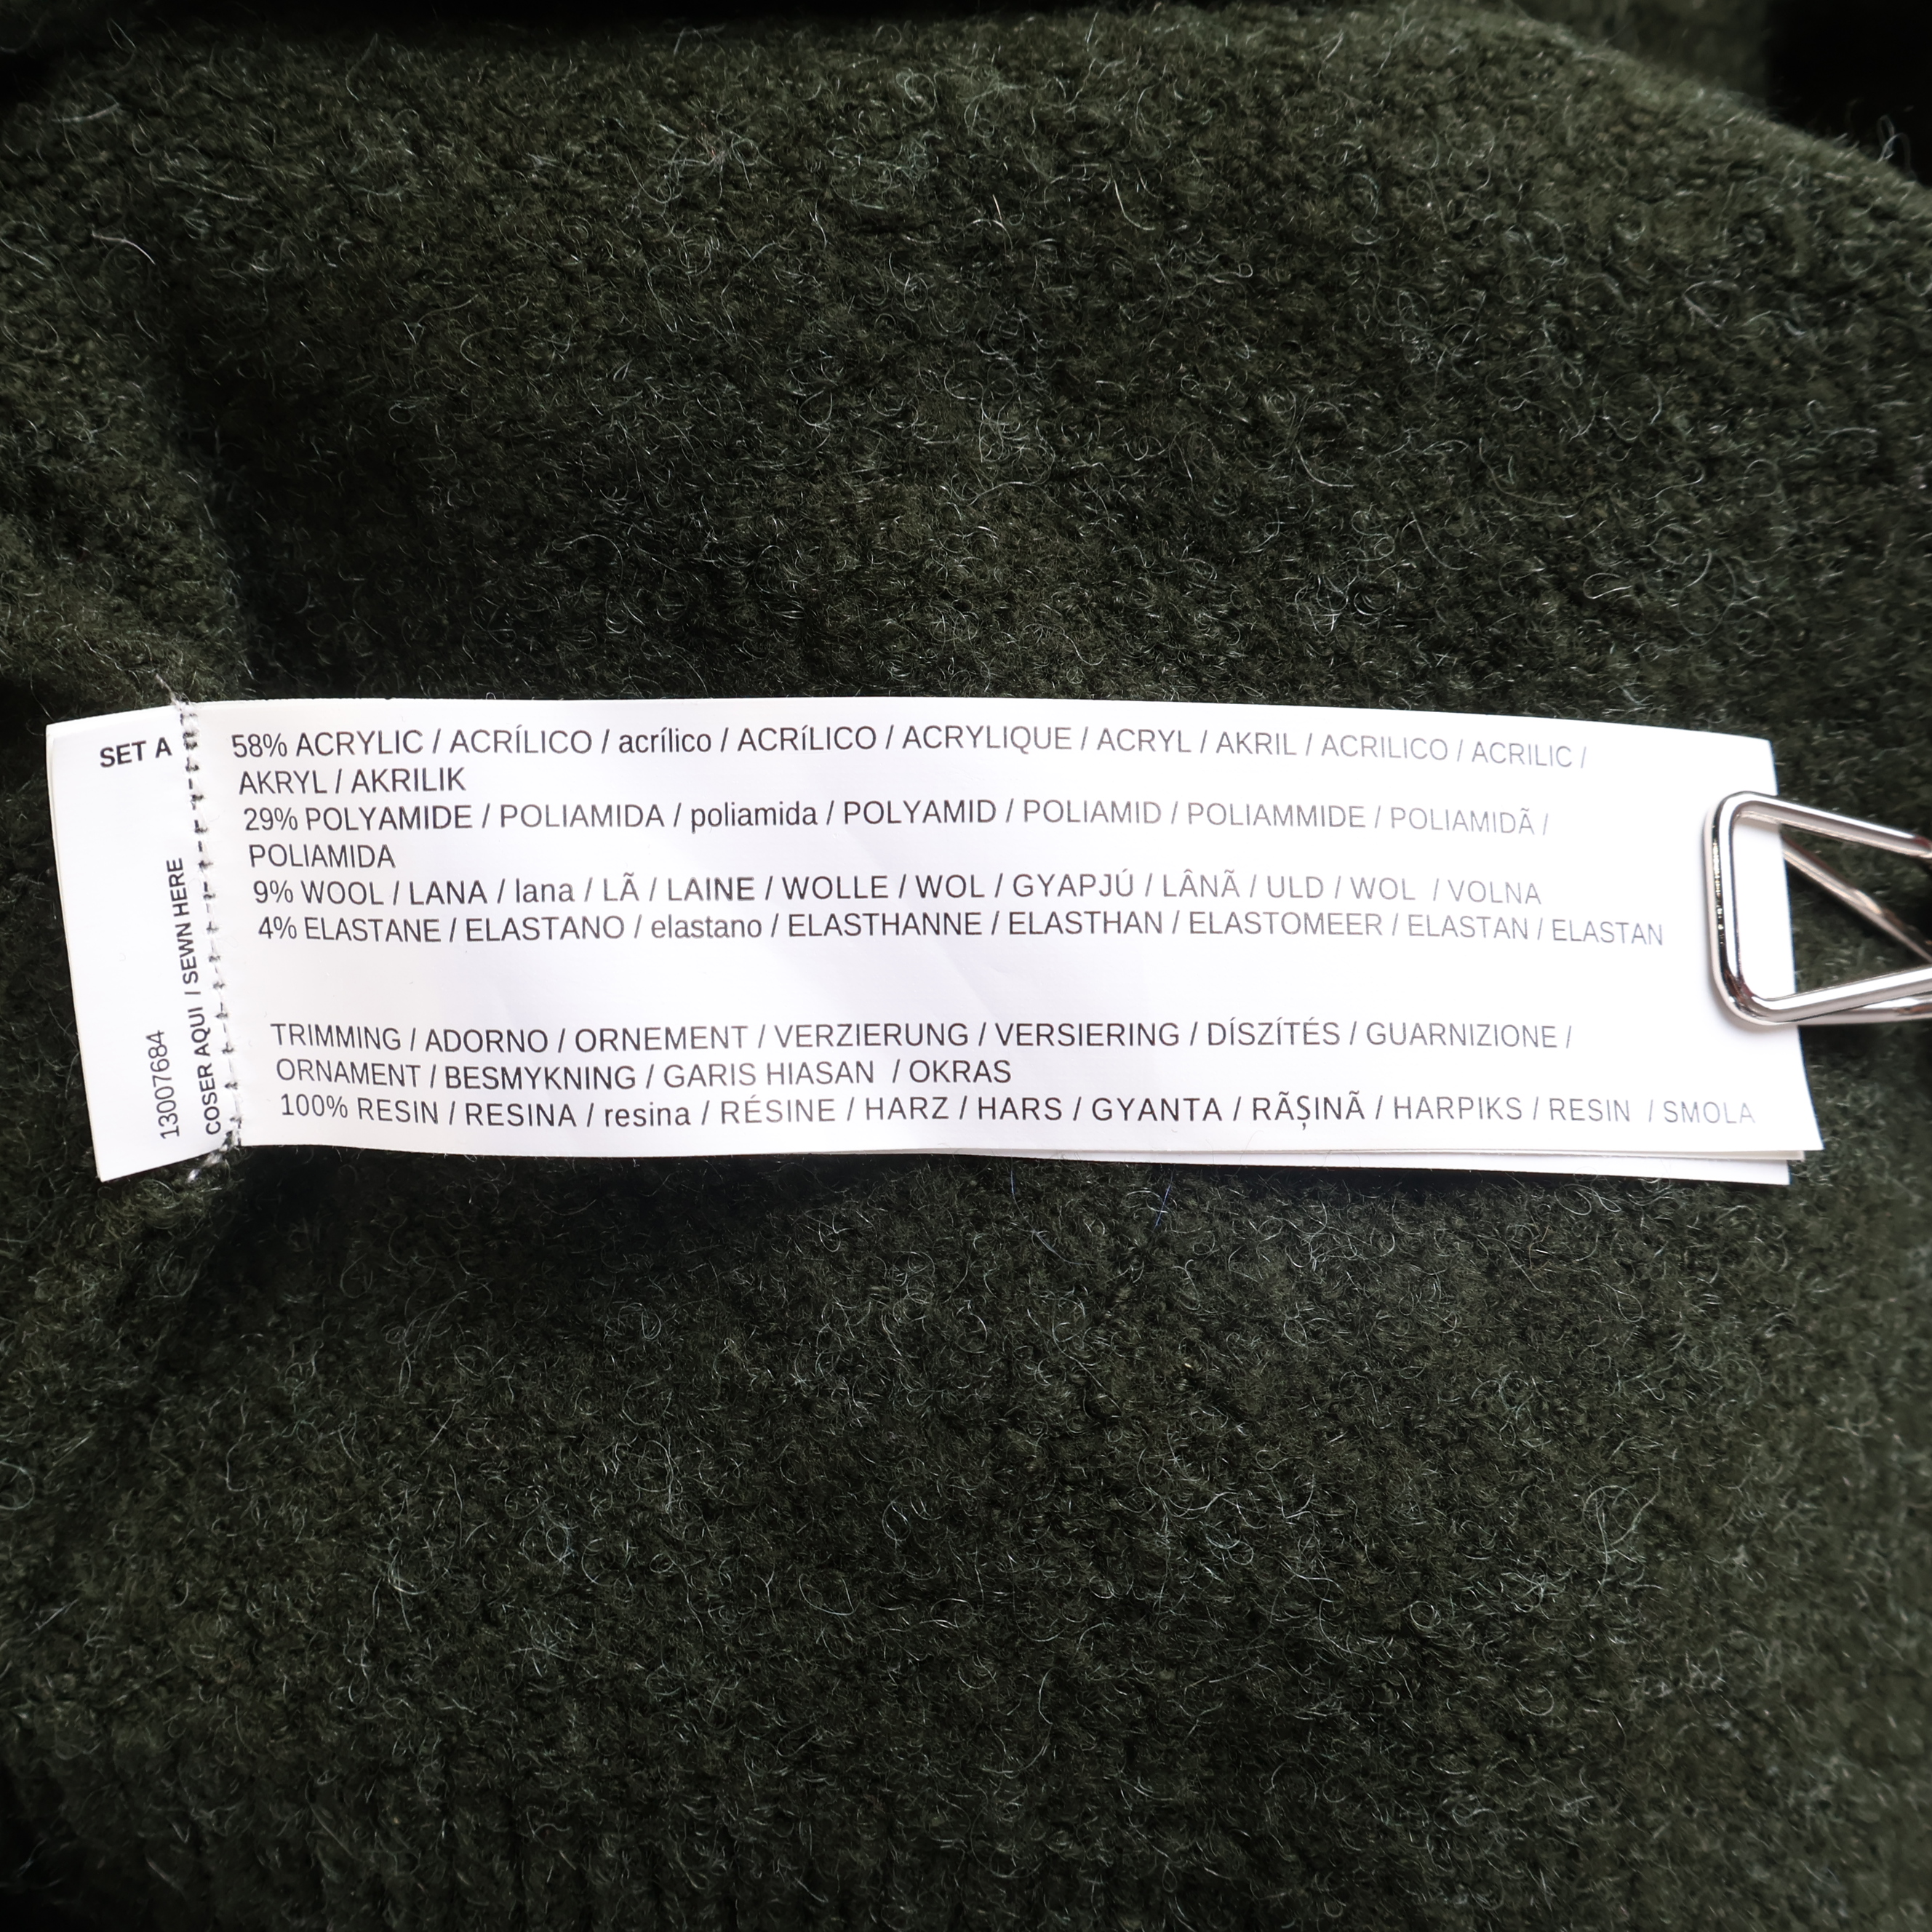 SET A
13007684
COSER AQUI / SEWN HERE
58% ACRYLIC / ACRÍLICO / acrílico / ACRíLICO / ACRYLIQUE / ACRYL / AKRIL / ACRILICO / ACRILIC /
AKRYL / AKRILIK
29% POLYAMIDE / POLIAMIDA / poliamida / POLYAMID / POLIAMID / POLIAMMIDE / POLIAMIDÃ /
POLIAMIDA
9% WOOL / LANA / lana / LÃ / LAINE / WOLLE / WOL / GYAPJÚ / LÂNÃ / ULD / WOL / VOLNA
4% ELASTANE / ELASTANO / elastano / ELASTHANNE / ELASTHAN / ELASTOMEER / ELASTAN / ELASTAN
TRIMMING / ADORNO / ORNEMENT / VERZIERUNG / VERSIERING / DÍSZÍTÉS / GUARNIZIONE /
ORNAMENT / BESMYKNING / GARIS HIASAN / OKRAS
100% RESIN / RESINA / resina / RÉSINE / HARZ / HARS / GYANTA / RÃȘINÃ / HARPIKS / RESIN / SMOLA